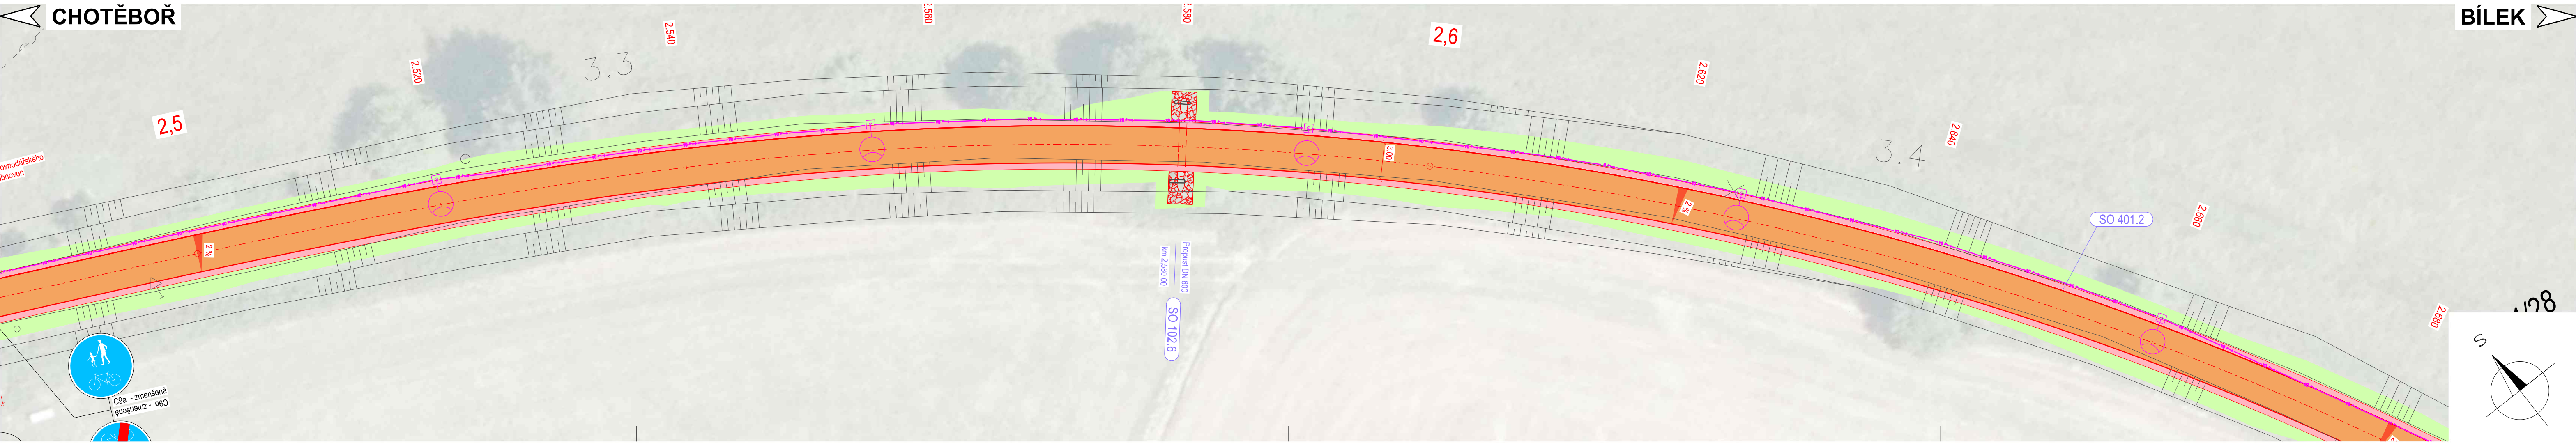 CHOTĚBOŘ
BÍLEK
2.520
3.3
2.540
2.560
2.580
2,6
2.620
3.4
2.640
2.660
2.680
2,5
ospodářského
bnoven
2 %
3.00
2 %
SO 401.2
Propust DN 600
km 2.580 00
SO 102.6
C9a - zmenšená
C9b - zmenšená
S